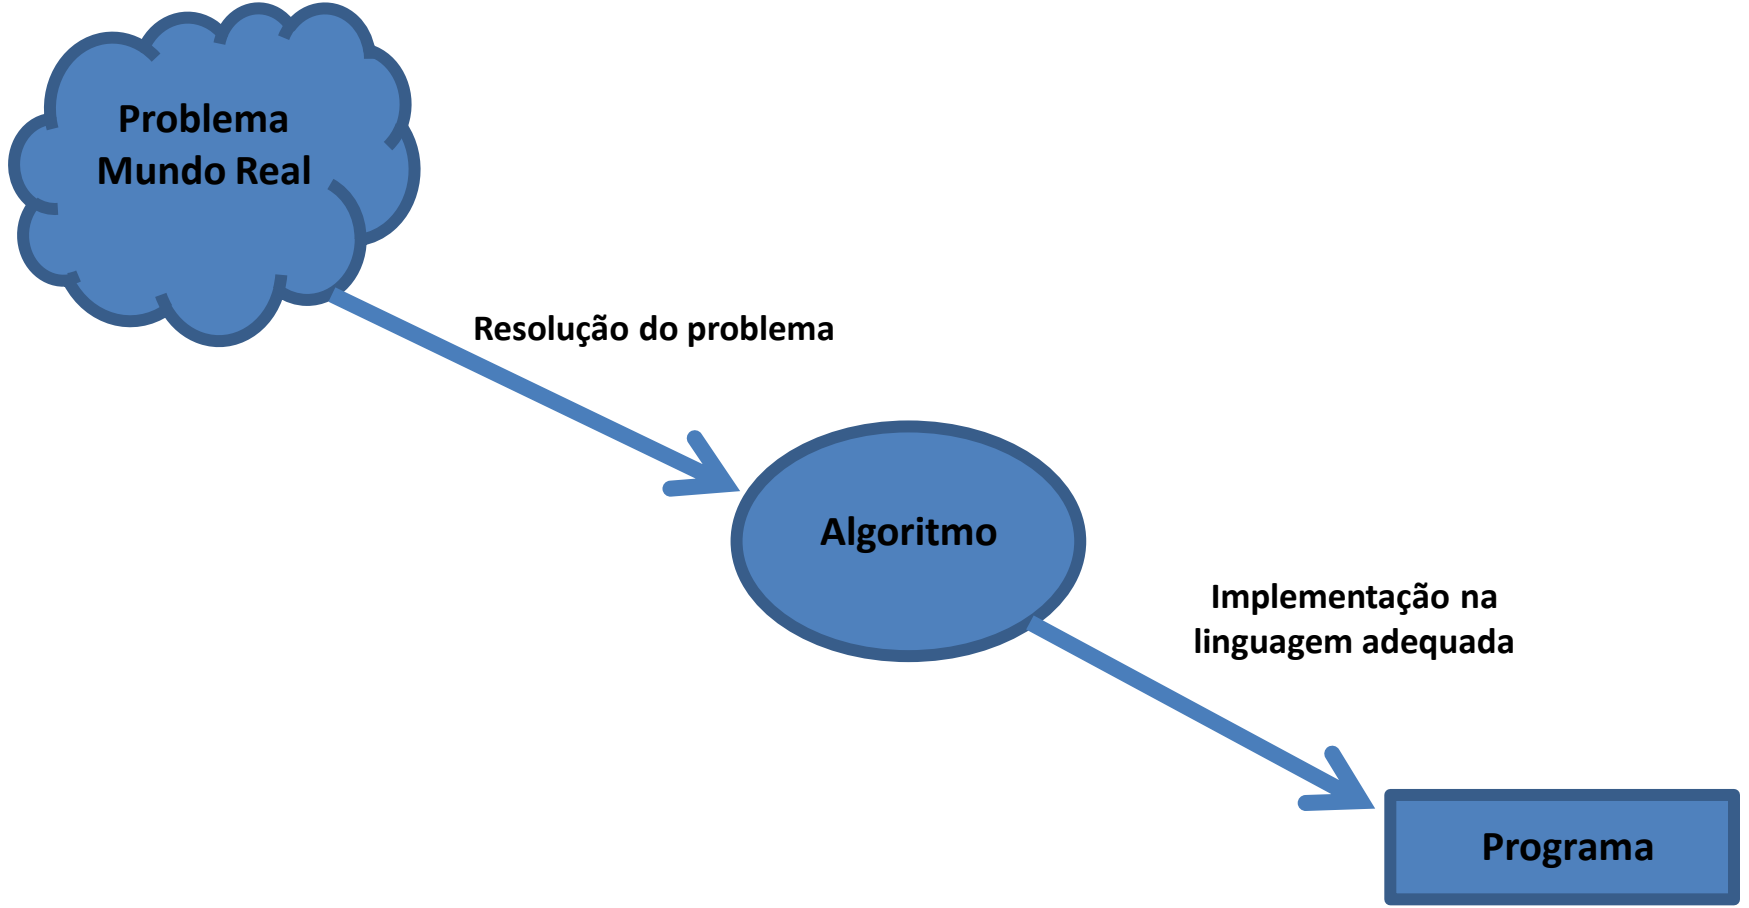 Problema
Mundo Real
Resolução do problema
Algoritmo
Implementação na
linguagem adequada
Programa